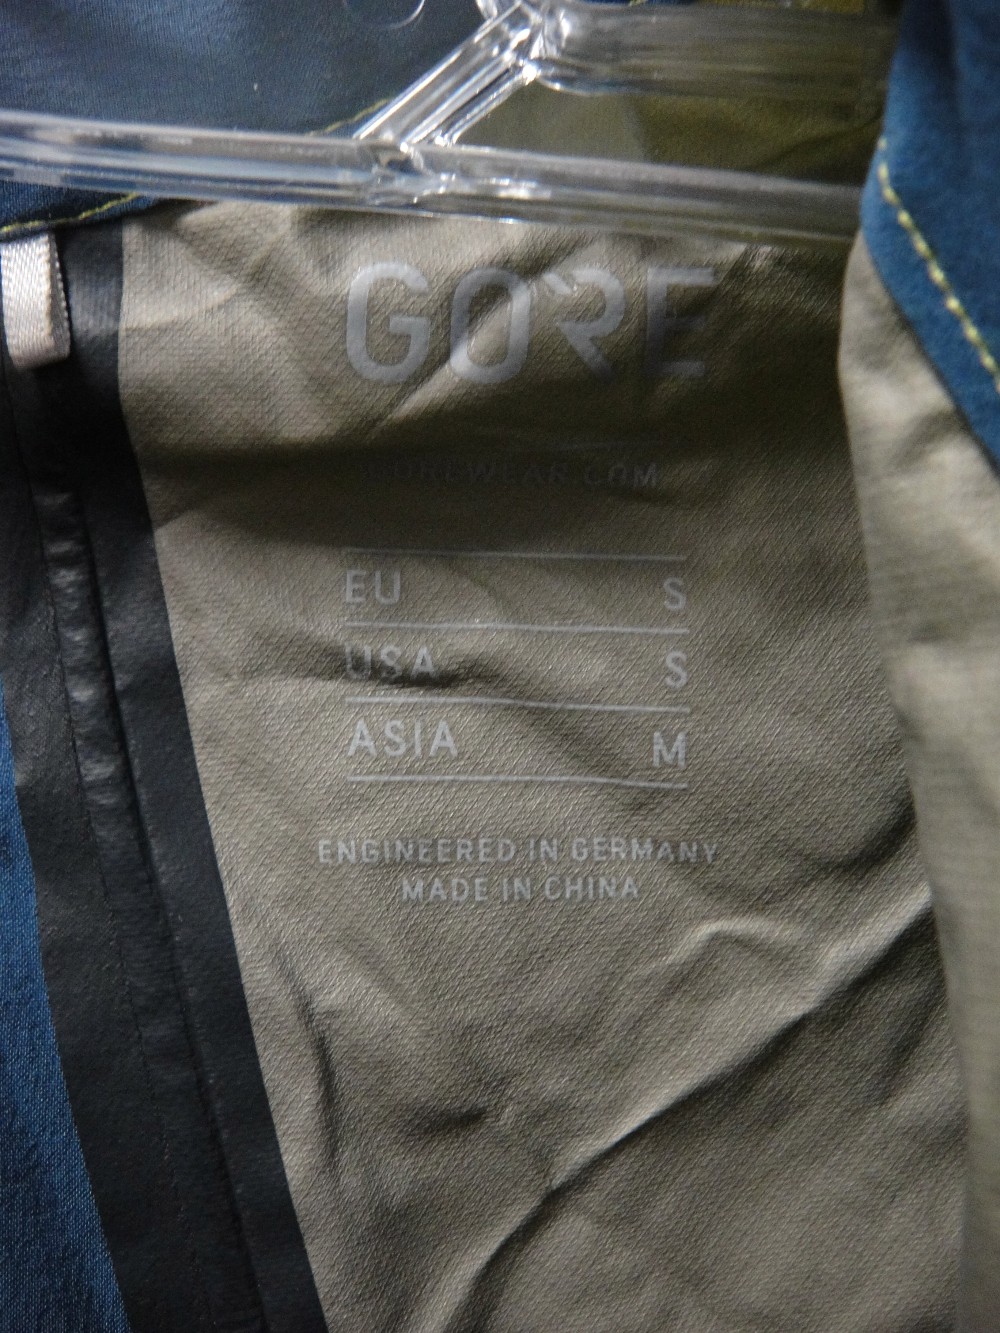 GORE
GOREWEAR.COM
EU S
USA S
ASIA M
ENGINEERED IN GERMANY
MADE IN CHINA